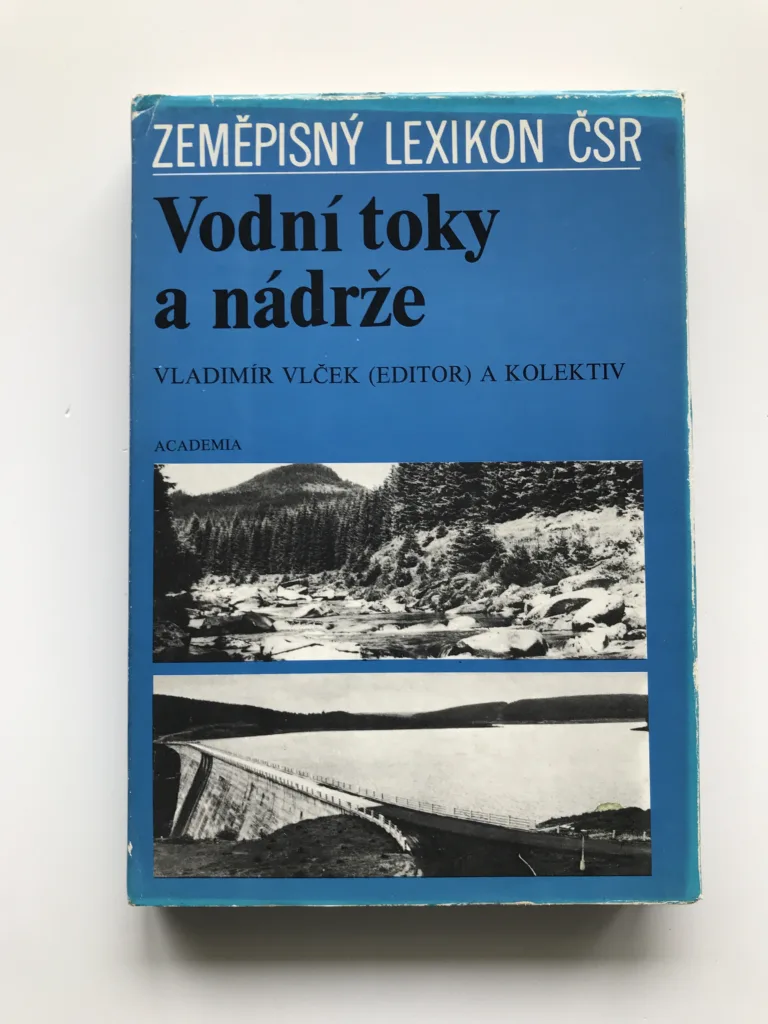 ZEMĚPISNÝ LEXIKON ČSR
Vodní toky
a nádrže
VLADIMÍR VLČEK (EDITOR) A KOLEKTIV
ACADEMIA